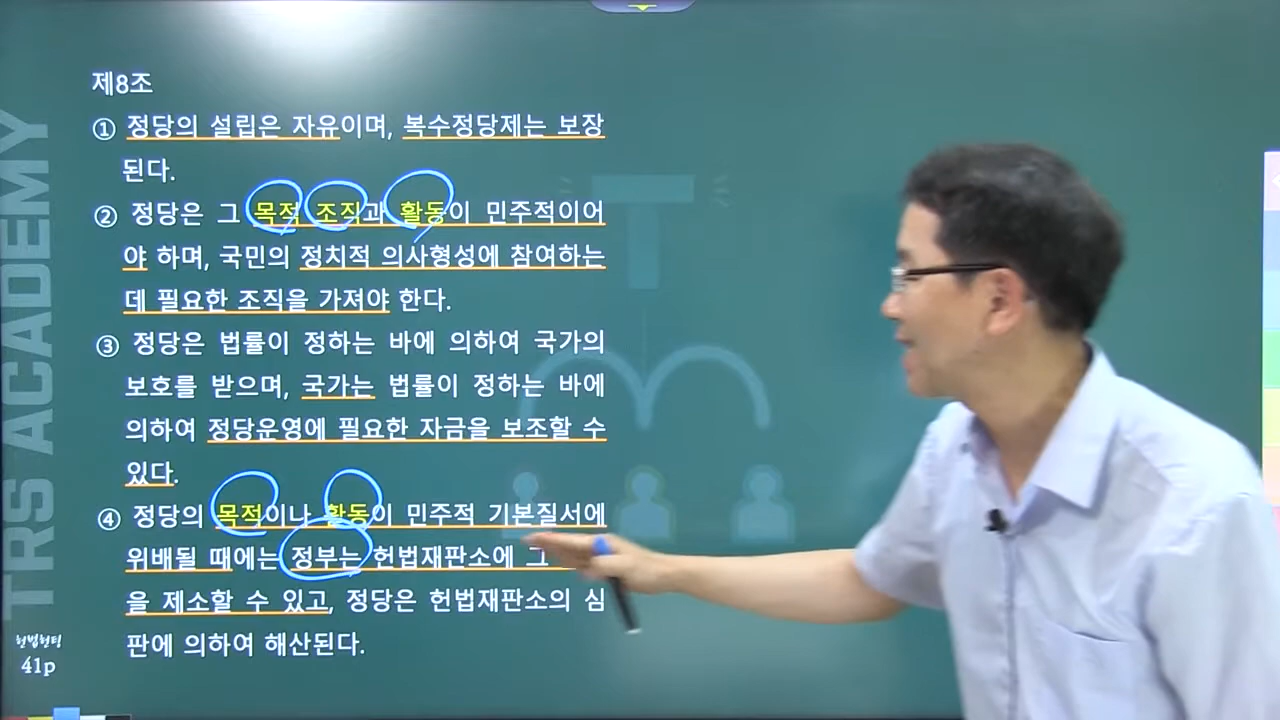 제8조
① 정당의 설립은 자유이며, 복수정당제는 보장
된다.
② 정당은 그 목적 조직과 활동이 민주적이어
야 하며, 국민의 정치적 의사형성에 참여하는
데 필요한 조직을 가져야 한다.
③ 정당은 법률이 정하는 바에 의하여 국가의
보호를 받으며, 국가는 법률이 정하는 바에
의하여 정당운영에 필요한 자금을 보조할 수
있다.
④ 정당의 목적이나 활동이 민주적 기본질서에
위배될 때에는 정부는 헌법재판소에 그
을 제소할 수 있고, 정당은 헌법재판소의 심
판에 의하여 해산된다.
TRS ACADEMY
헌법헌팅
41p